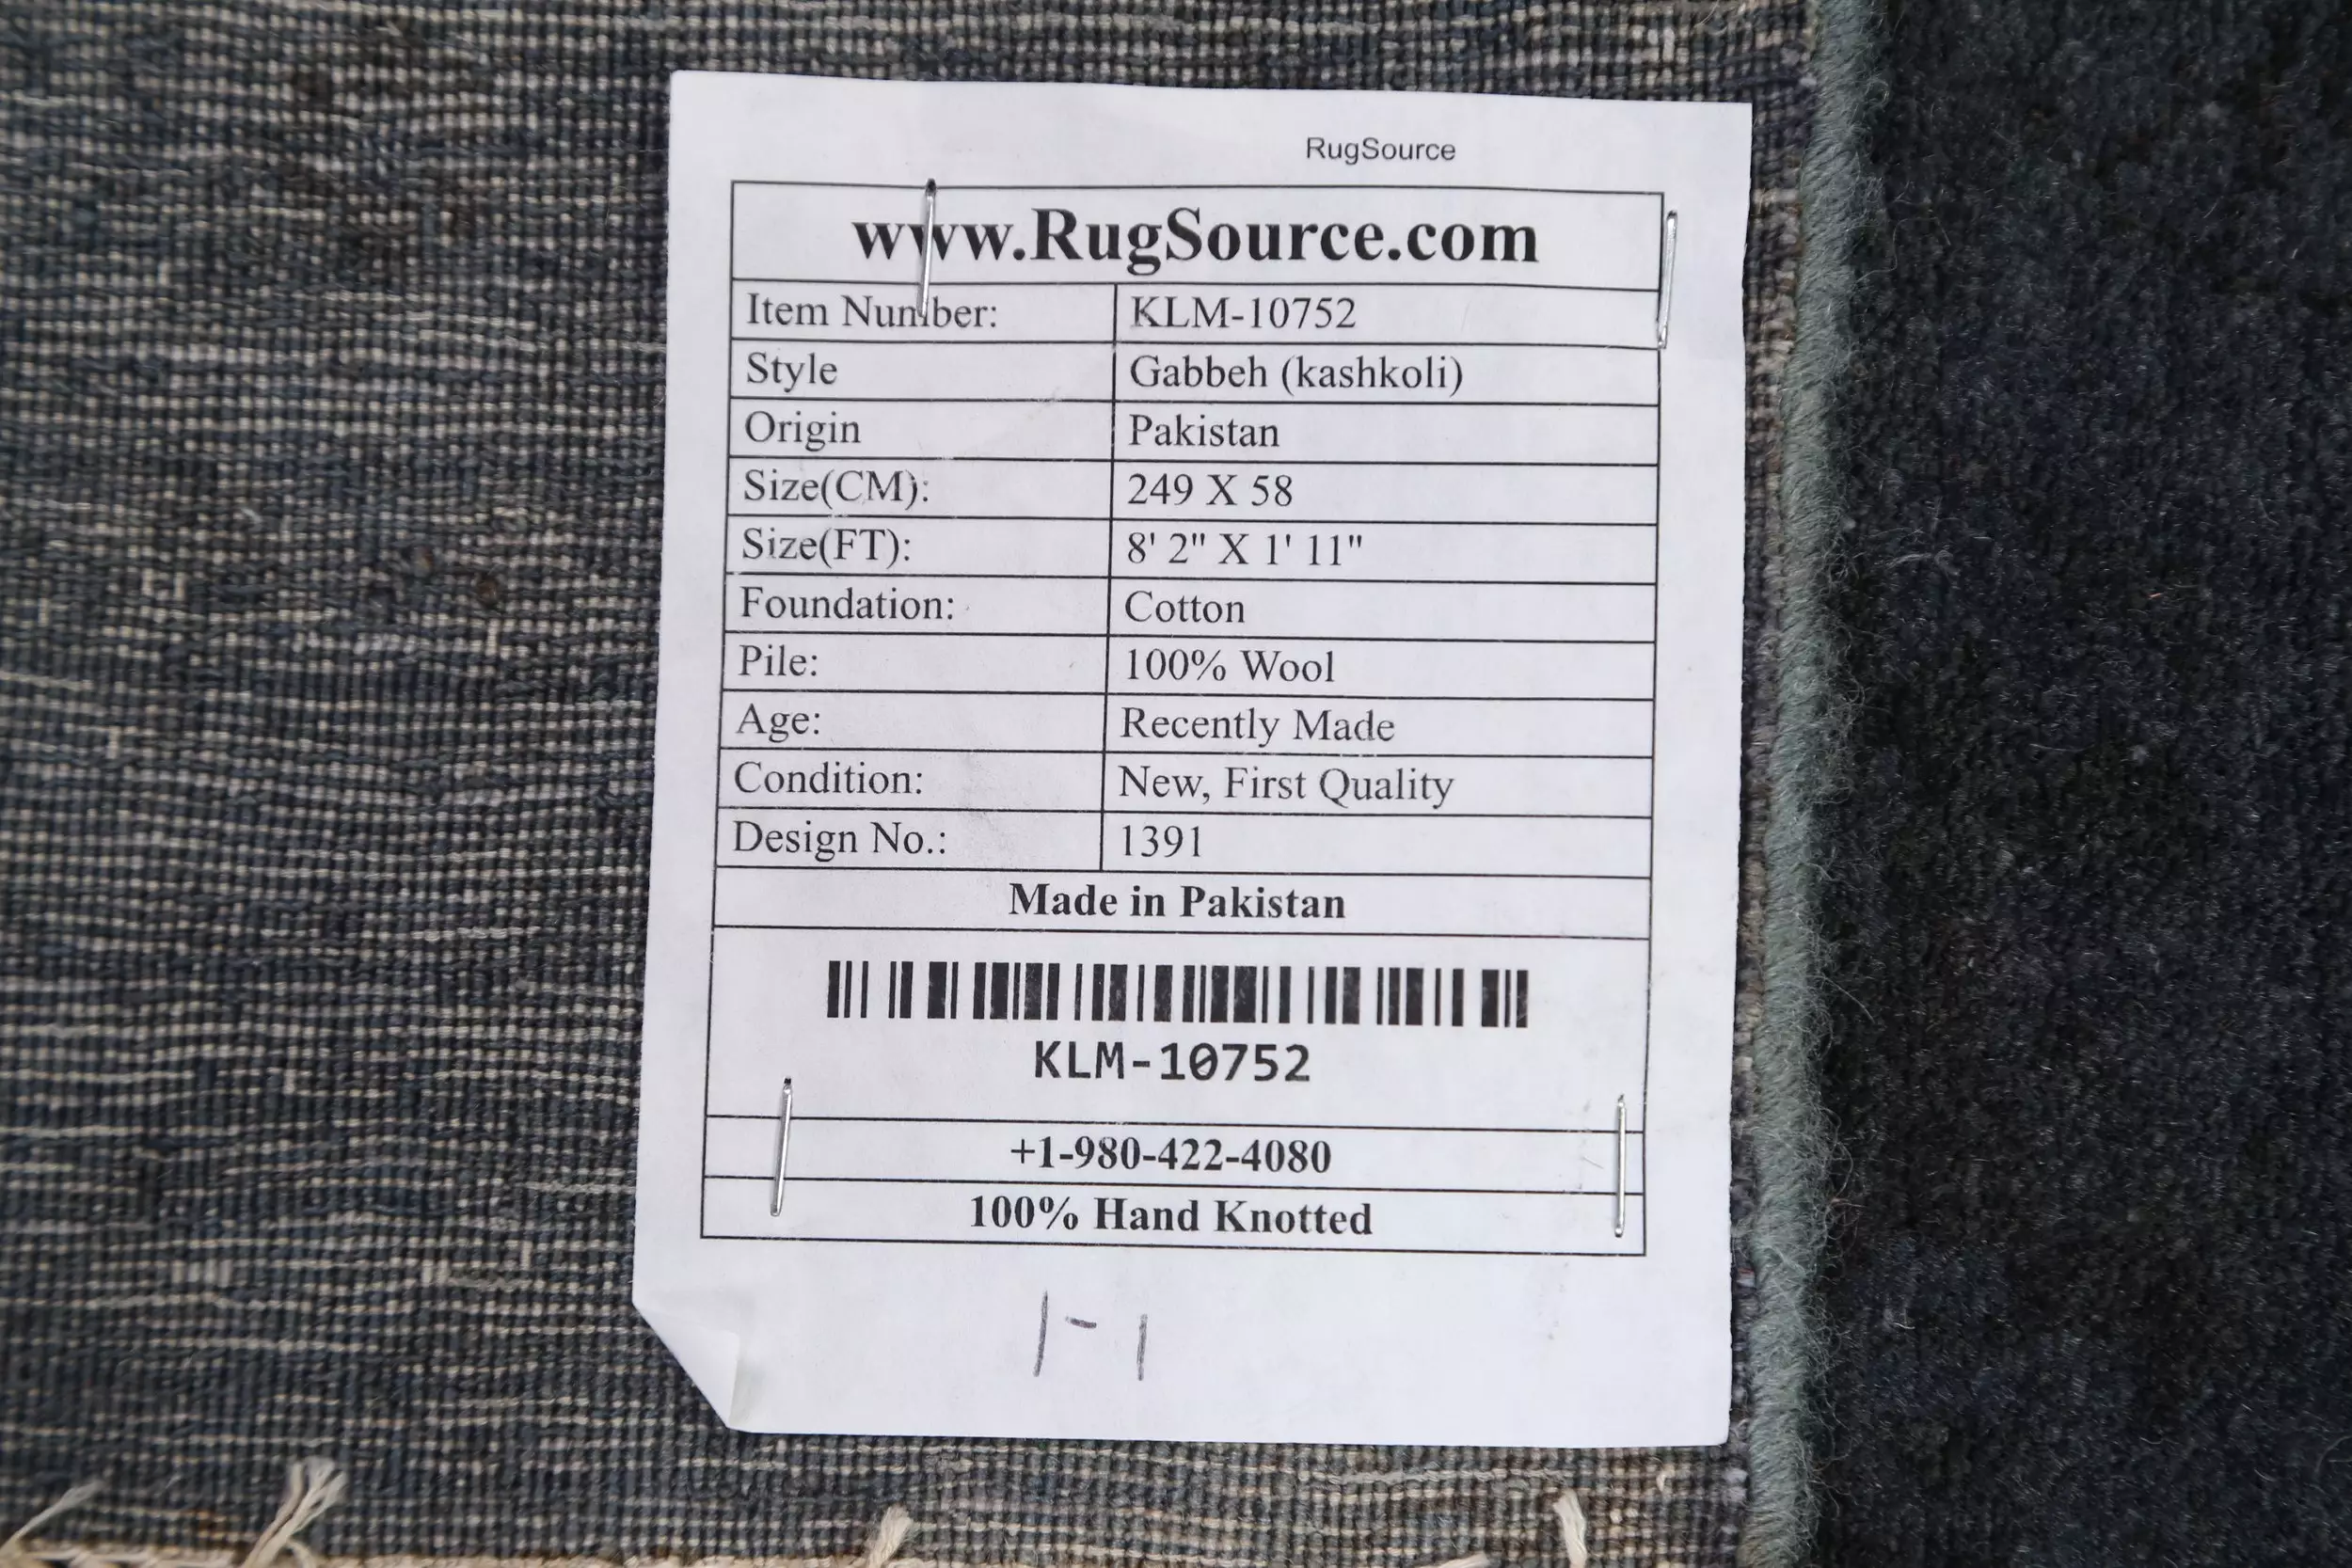 RugSource
www.RugSource.com
Item Number: KLM-10752
Style Gabbeh (kashkoli)
Origin Pakistan
Size(CM): 249 X 58
Size(FT): 8' 2" X 1' 11"
Foundation: Cotton
Pile: 100% Wool
Age: Recently Made
Condition: New, First Quality
Design No.: 1391
Made in Pakistan
KLM-10752
+1-980-422-4080
100% Hand Knotted
1-1